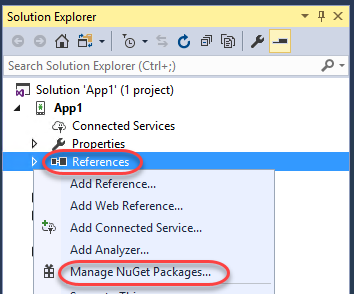 Solution Explorer
Search Solution Explorer (Ctrl+;)
Solution 'App1' (1 project)
App1
Connected Services
Properties
References
Add Reference...
Add Web Reference...
Add Connected Service...
Add Analyzer...
Manage NuGet Packages...